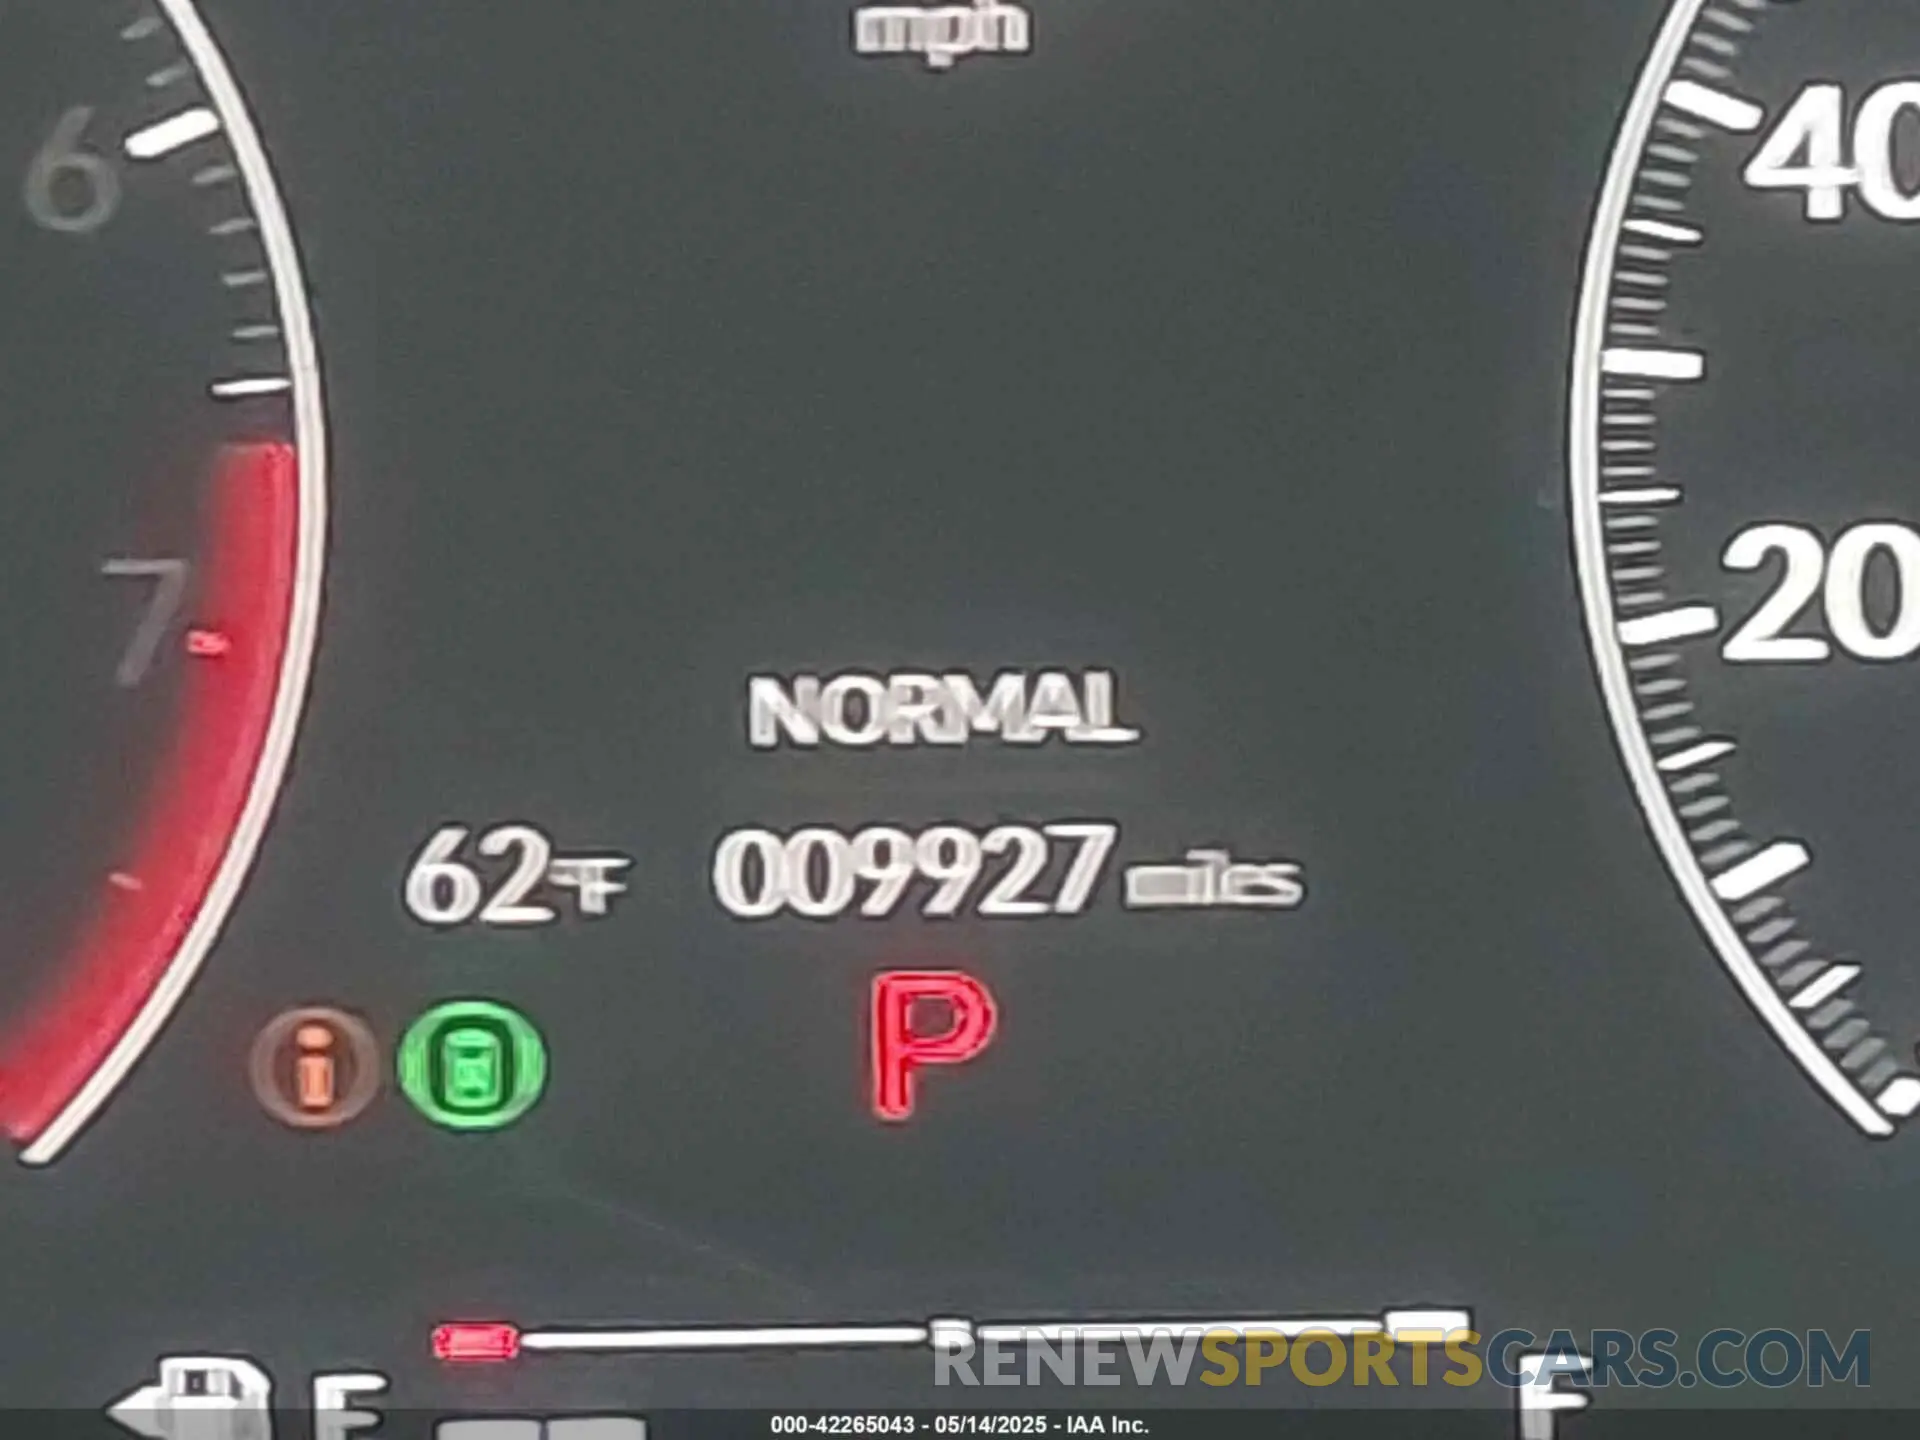 mph
6
40
7
20
NORMAL
62°F 009927 miles
P
E F
RENEWSPORTSCARS.COM
000-42265043 - 05/14/2025 - IAA Inc.